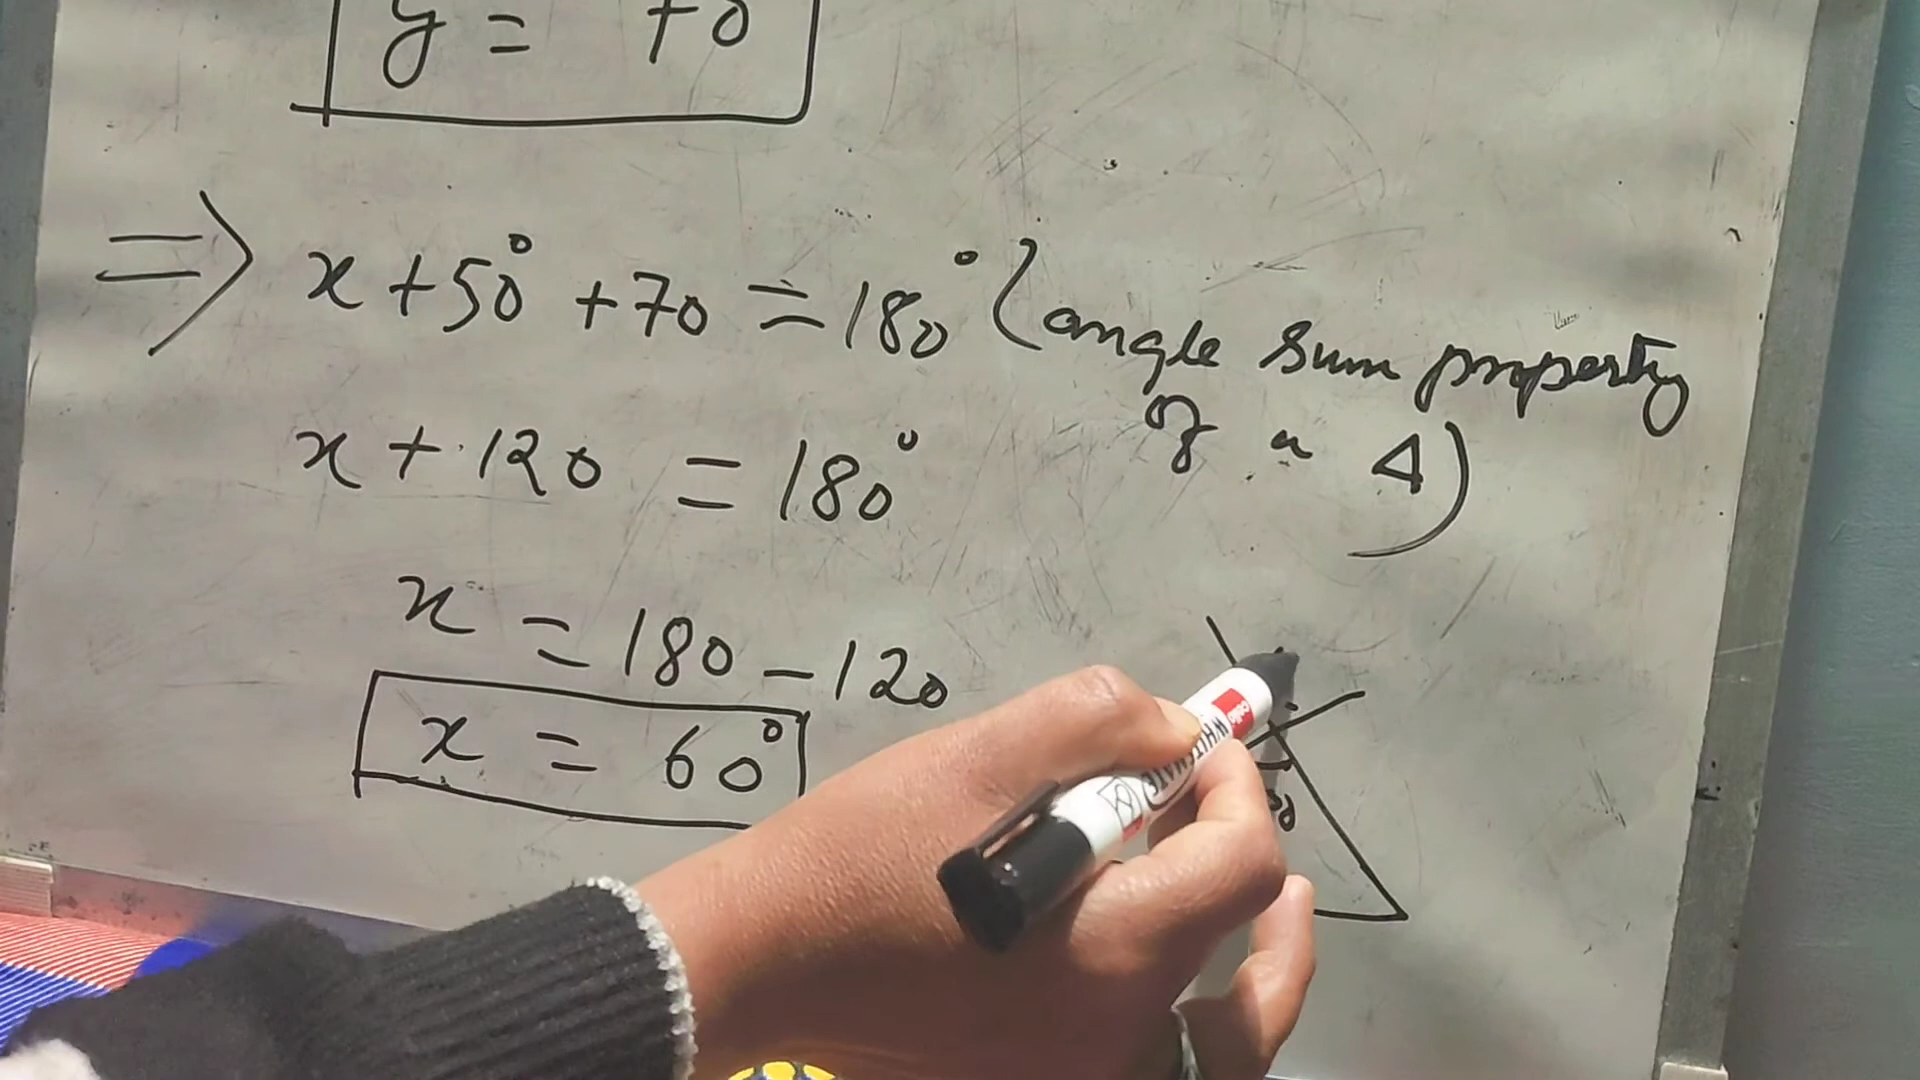 y = 70
⇒ x + 50° + 70 = 180° (angle sum property
of a Δ)
x + 120 = 180°
x = 180 - 120
x = 60°